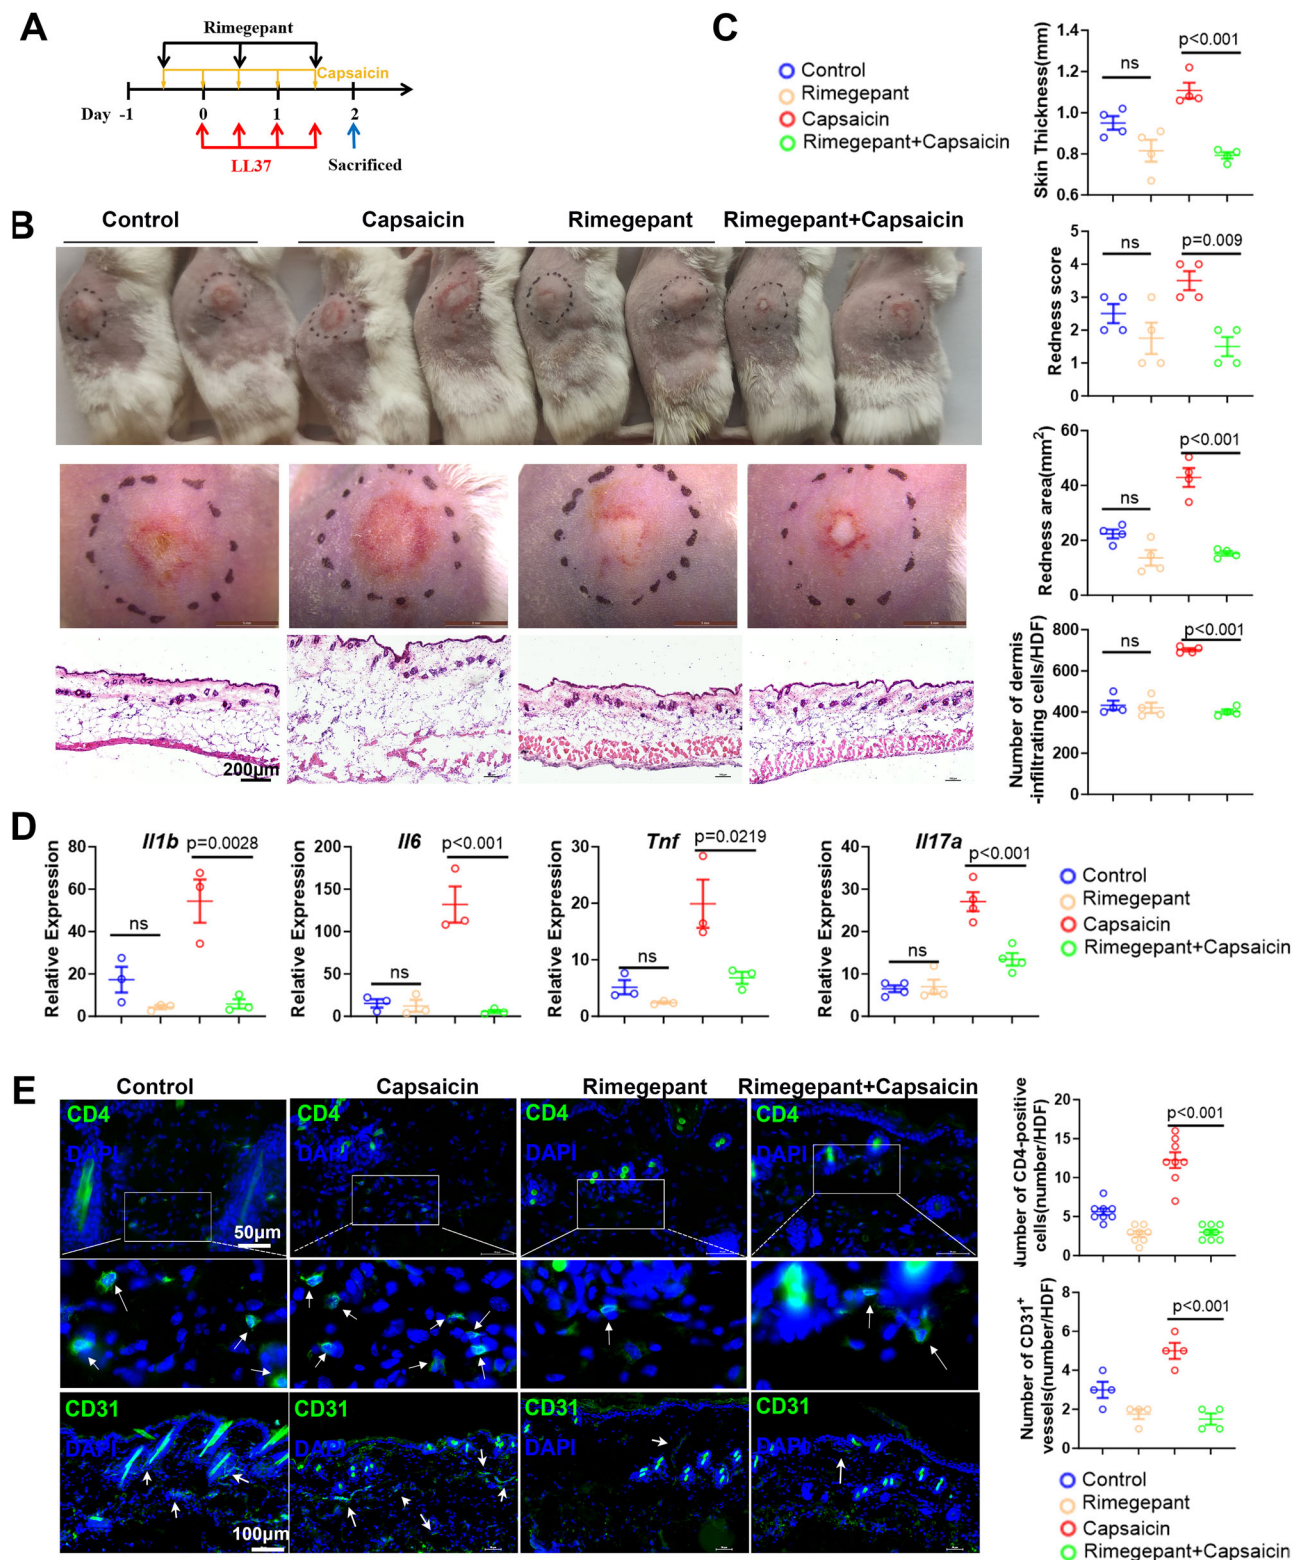 A
Rimegepant
Capsaicin
Day -1 0 1 2
LL37
Sacrificed
C
Control
Rimegepant
Capsaicin
Rimegepant+Capsaicin
Skin Thickness(mm)
1.4
1.2
1.0
0.8
0.6
ns
p<0.001
Redness score
5
4
3
2
1
0
ns
p=0.009
Redness area(mm²)
60
40
20
0
ns
p<0.001
Number of dermis
-infiltrating cells/HDF)
800
600
400
200
0
ns
p<0.001
B
Control
Capsaicin
Rimegepant
Rimegepant+Capsaicin
200μm
D
Relative Expression
80
60
40
20
0
Il1b
ns
p=0.0028
Relative Expression
200
150
100
50
0
Il6
ns
p<0.001
Relative Expression
30
20
10
0
Tnf
ns
p=0.0219
Relative Expression
40
30
20
10
0
Il17a
ns
p<0.001
Control
Rimegepant
Capsaicin
Rimegepant+Capsaicin
E
Control
Capsaicin
Rimegepant
Rimegepant+Capsaicin
CD4
DAPI
50μm
CD4
DAPI
CD4
DAPI
CD4
DAPI
CD31
DAPI
100μm
CD31
DAPI
CD31
DAPI
CD31
DAPI
Number of CD4-positive
cells(number/HDF)
20
15
10
5
0
p<0.001
Number of CD31⁺
vessels(number/HDF)
8
6
4
2
0
p<0.001
Control
Rimegepant
Capsaicin
Rimegepant+Capsaicin